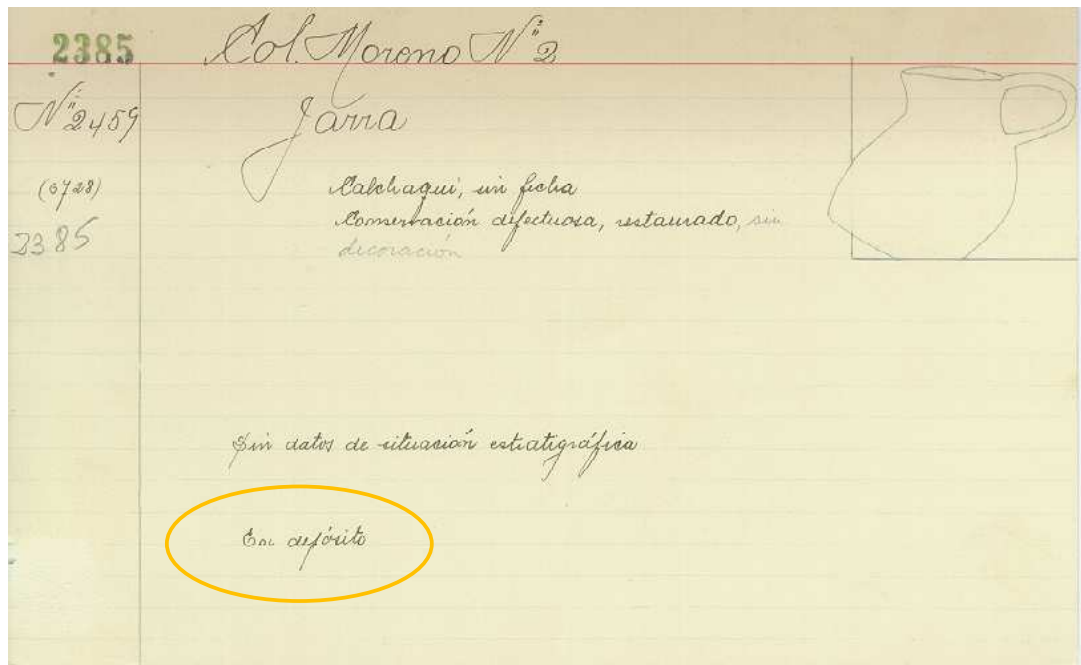 2385
Col. Moreno Nº 2
Nº 2459
Jarra
(0728)
Calchaqui, sin ficha
2385
Conservación defectuosa, restaurado, sin
decoración
Sin datos de situación estratigráfica
En depósito